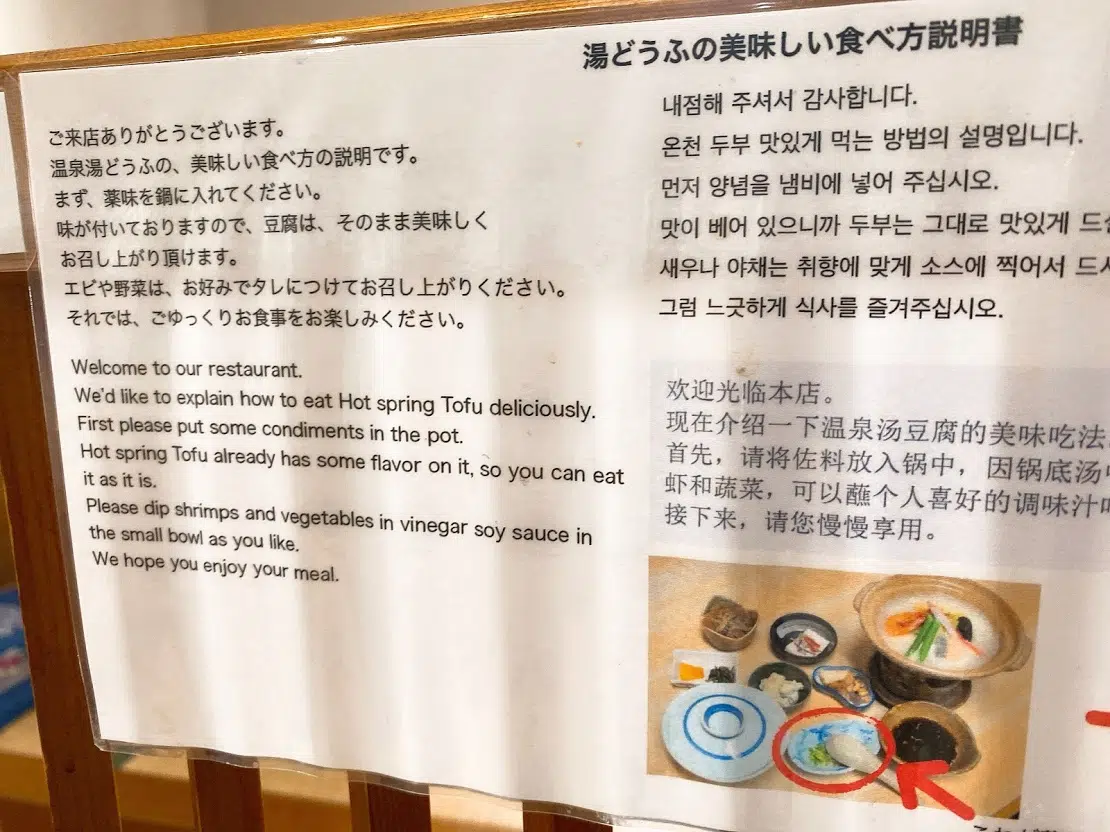 湯どうふの美味しい食べ方説明書
ご来店ありがとうございます。
温泉湯どうふの、美味しい食べ方の説明です。
まず、薬味を鍋に入れてください。
味が付いておりますので、豆腐は、そのまま美味しく
お召し上がり頂けます。
エビや野菜は、お好みでタレにつけてお召し上がりください。
それでは、ごゆっくりお食事をお楽しみください。
Welcome to our restaurant.
We'd like to explain how to eat Hot spring Tofu deliciously.
First please put some condiments in the pot.
Hot spring Tofu already has some flavor on it, so you can eat
it as it is.
Please dip shrimps and vegetables in vinegar soy sauce in
the small bowl as you like.
We hope you enjoy your meal.
내점해 주셔서 감사합니다.
온천 두부 맛있게 먹는 방법의 설명입니다.
먼저 양념을 냄비에 넣어 주십시오.
맛이 베어 있으니까 두부는 그대로 맛있게
새우나 야채는 취향에 맞게 소스에 찍어서
그럼 느긋하게 식사를 즐겨주십시오.
欢迎光临本店。
现在介绍一下温泉汤豆腐的美味吃法
首先，请将佐料放入锅中，因锅底汤
虾和蔬菜，可以蘸个人喜好的调味汁
接下来，请您慢慢享用。